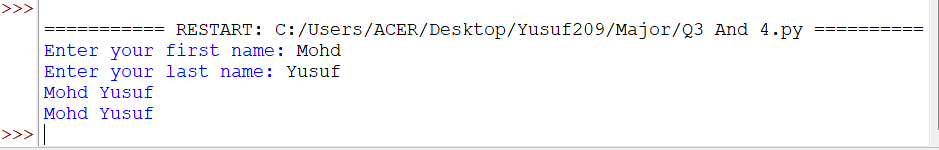 >>>
=========== RESTART: C:/Users/ACER/Desktop/Yusuf209/Major/Q3 And 4.py ==========
Enter your first name: Mohd
Enter your last name: Yusuf
Mohd Yusuf
Mohd Yusuf
>>>